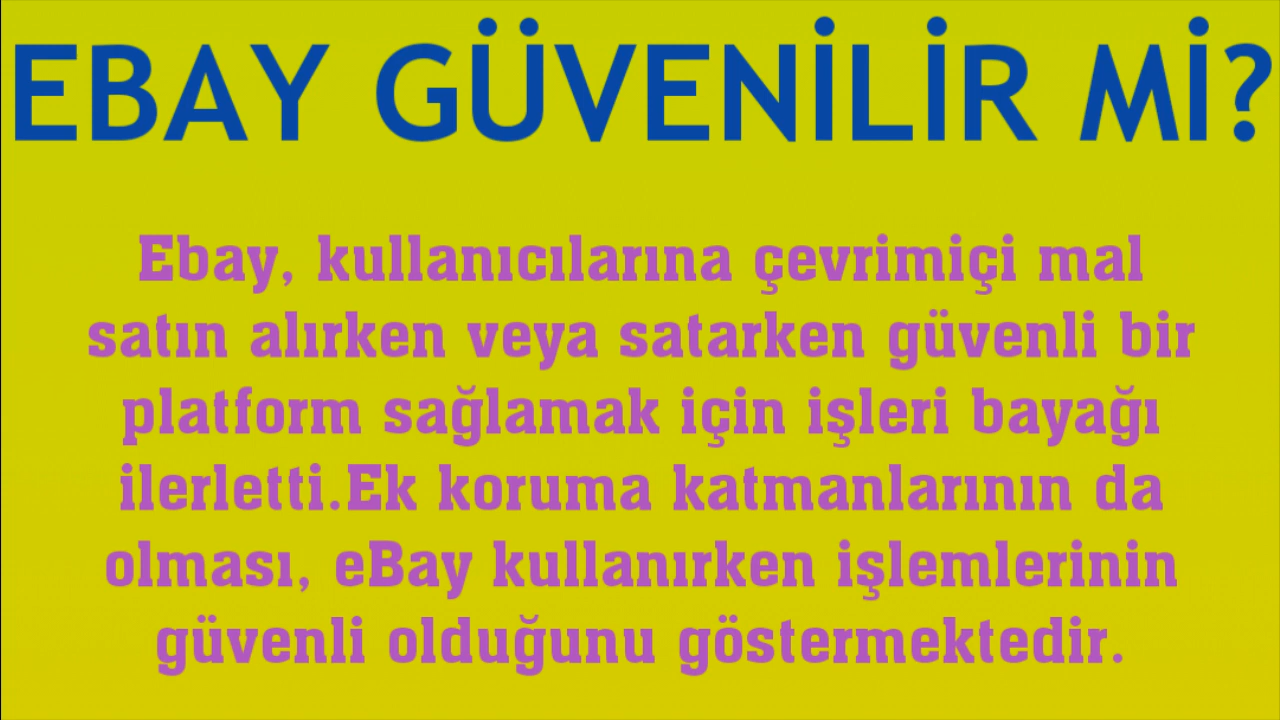 EBAY GÜVENİLİR Mİ?
Ebay, kullanıcılarına çevrimiçi mal
satın alırken veya satarken güvenli bir
platform sağlamak için işleri bayağı
ilerletti.Ek koruma katmanlarının da
olması, eBay kullanırken işlemlerinin
güvenli olduğunu göstermektedir.